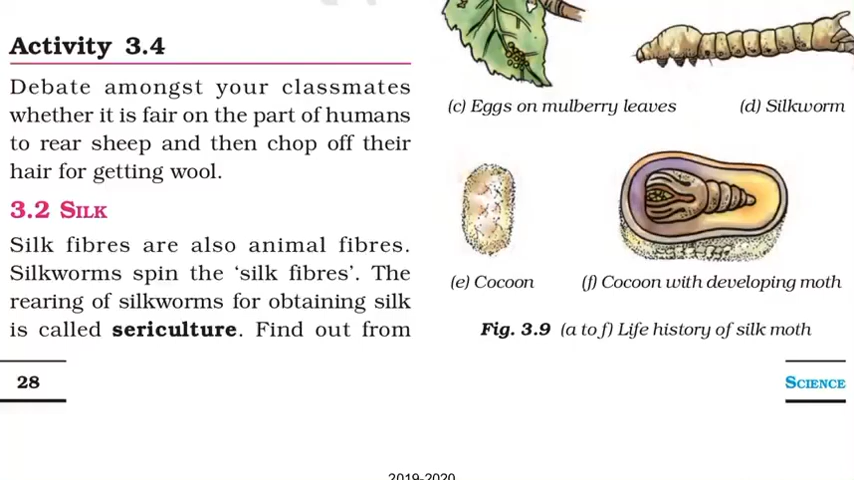 Activity 3.4
Debate amongst your classmates
whether it is fair on the part of humans
to rear sheep and then chop off their
hair for getting wool.
3.2 SILK
Silk fibres are also animal fibres.
Silkworms spin the ‘silk fibres’. The
rearing of silkworms for obtaining silk
is called sericulture. Find out from
(c) Eggs on mulberry leaves
(d) Silkworm
(e) Cocoon
(f) Cocoon with developing moth
Fig. 3.9 (a to f) Life history of silk moth
28
SCIENCE
2019-2020